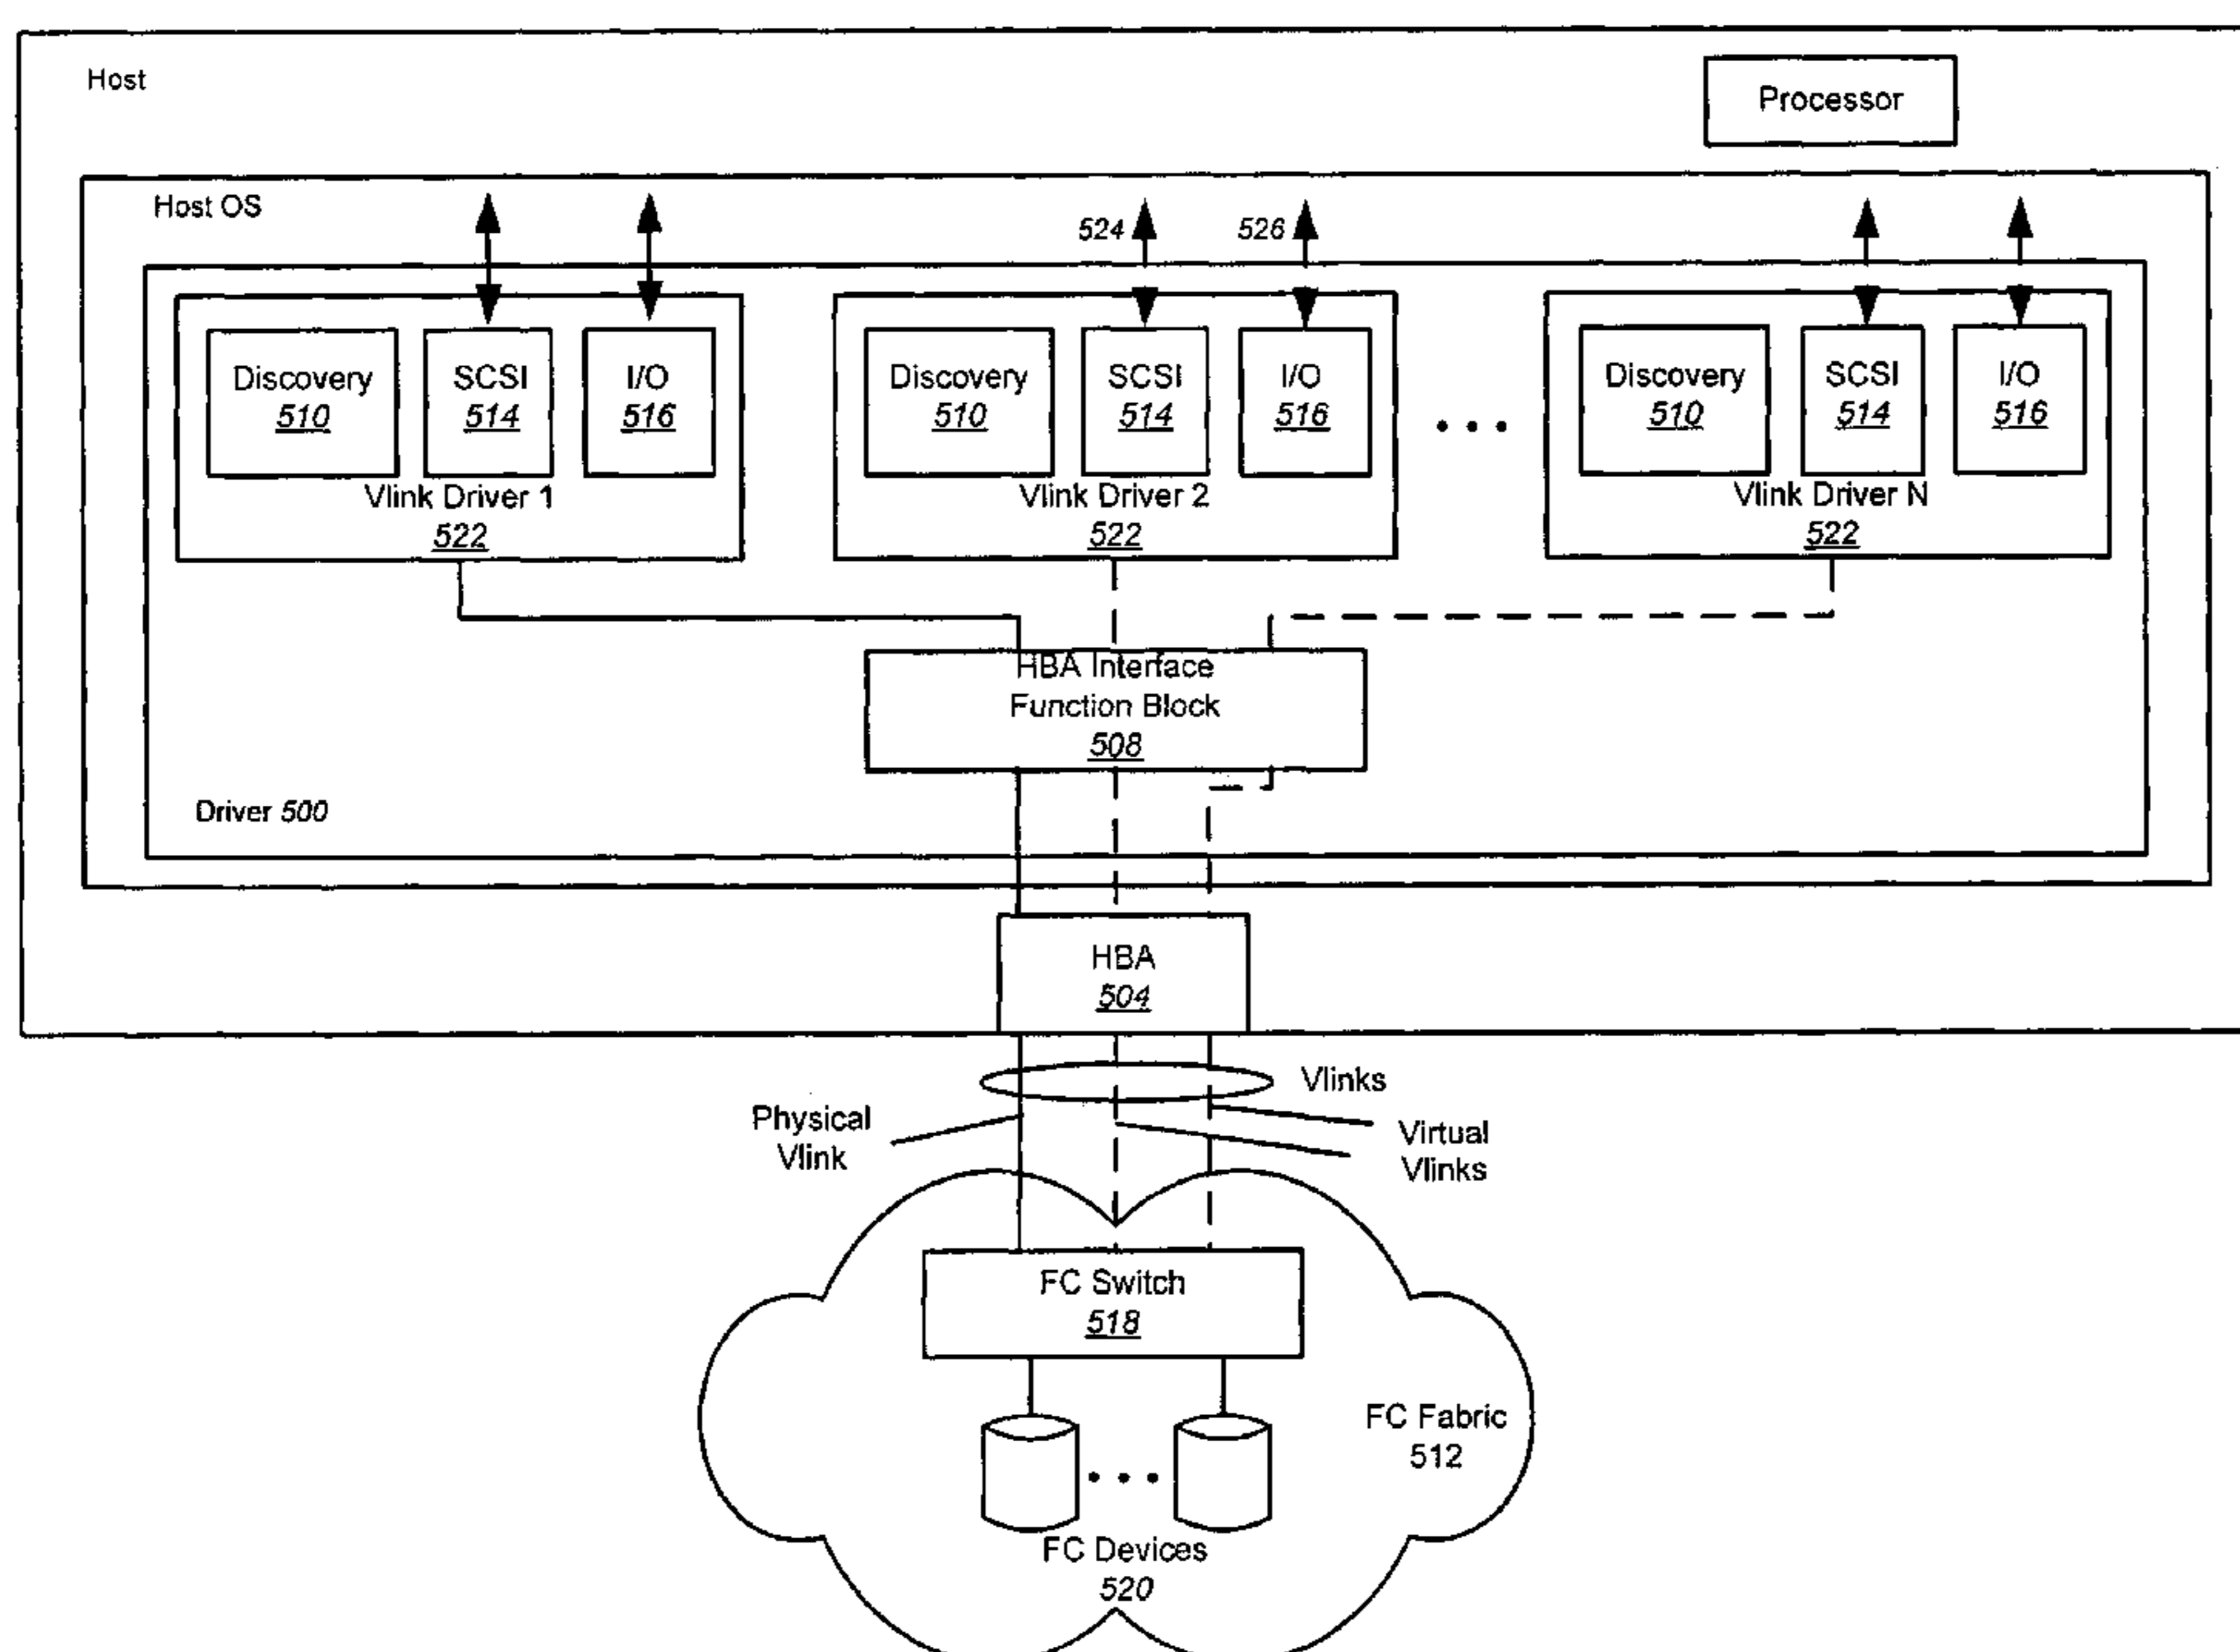 Host
Processor
Host OS
524
526
Discovery
510
SCSI
514
I/O
516
Vlink Driver 1
522
Discovery
510
SCSI
514
I/O
516
Vlink Driver 2
522
• • •
Discovery
510
SCSI
514
I/O
516
Vlink Driver N
522
HBA Interface
Function Block
508
Driver 500
HBA
504
Vlinks
Physical
Vlink
Virtual
Vlinks
FC Switch
518
FC Fabric
512
• • •
FC Devices
520